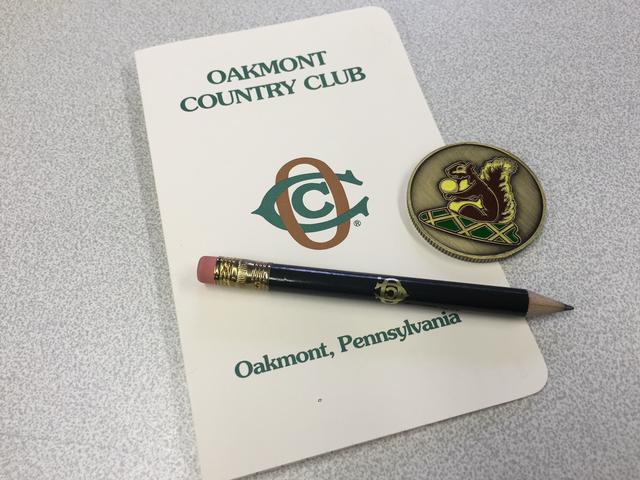 OAKMONT
COUNTRY CLUB
OCC
®
Oakmont, Pennsylvania